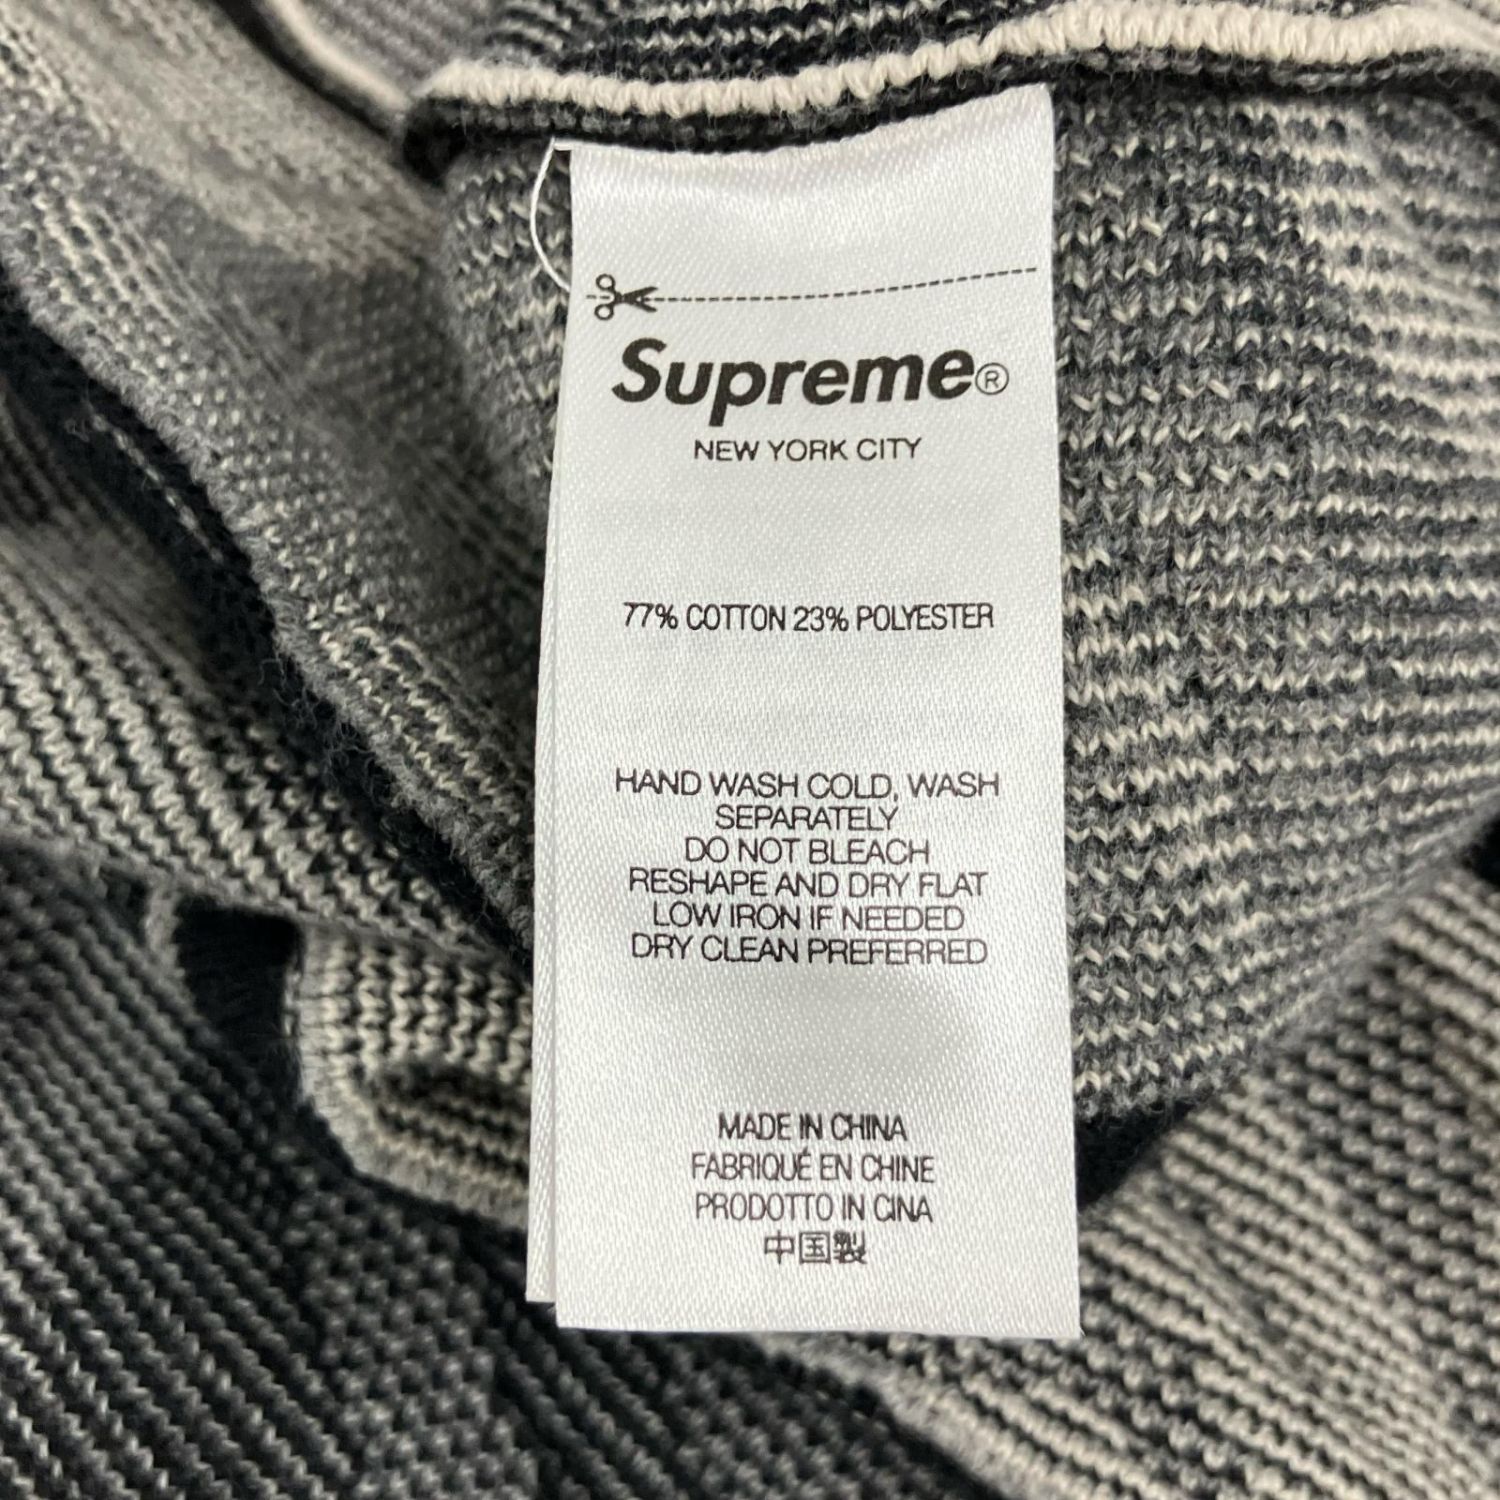 Supreme®
NEW YORK CITY
77% COTTON 23% POLYESTER
HAND WASH COLD, WASH
SEPARATELY
DO NOT BLEACH
RESHAPE AND DRY FLAT
LOW IRON IF NEEDED
DRY CLEAN PREFERRED
MADE IN CHINA
FABRIQUÉ EN CHINE
PRODOTTO IN CINA
中国製